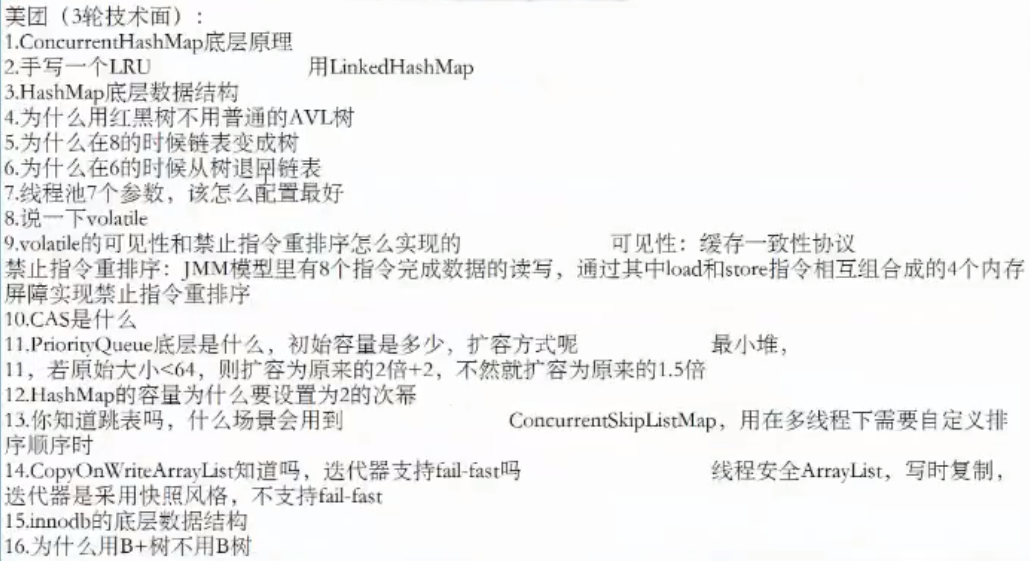 美团（3轮技术面）：
1.ConcurrentHashMap底层原理
2.手写一个LRU 用LinkedHashMap
3.HashMap底层数据结构
4.为什么用红黑树不用普通的AVL树
5.为什么在8的时候链表变成树
6.为什么在6的时候从树退回链表
7.线程池7个参数，该怎么配置最好
8.说一下volatile
9.volatile的可见性和禁止指令重排序怎么实现的 可见性：缓存一致性协议
禁止指令重排序：JMM模型里有8个指令完成数据的读写，通过其中load和store指令相互组合成的4个内存
屏障实现禁止指令重排序
10.CAS是什么
11.PriorityQueue底层是什么，初始容量是多少，扩容方式呢 最小堆，
11，若原始大小<64，则扩容为原来的2倍+2，不然就扩容为原来的1.5倍
12.HashMap的容量为什么要设置为2的次幂
13.你知道跳表吗，什么场景会用到 ConcurrentSkipListMap，用在多线程下需要自定义排
序顺序时
14.CopyOnWriteArrayList知道吗，迭代器支持fail-fast吗 线程安全ArrayList，写时复制，
迭代器是采用快照风格，不支持fail-fast
15.innodb的底层数据结构
16.为什么用B+树不用B树